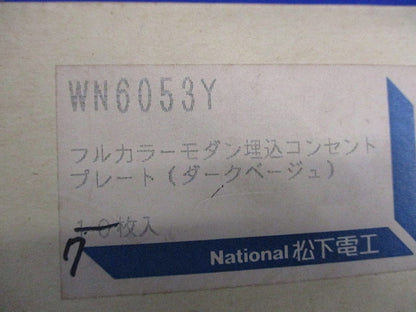 WN6053Y
フルカラーモダン埋込コンセント
プレート(ダークベージュ)
10枚入
7
National 松下電工